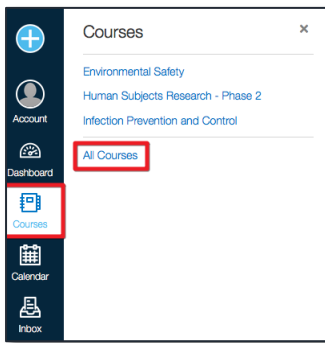 Courses
Environmental Safety
Human Subjects Research - Phase 2
Infection Prevention and Control
All Courses
Account
Dashboard
Courses
Calendar
Inbox